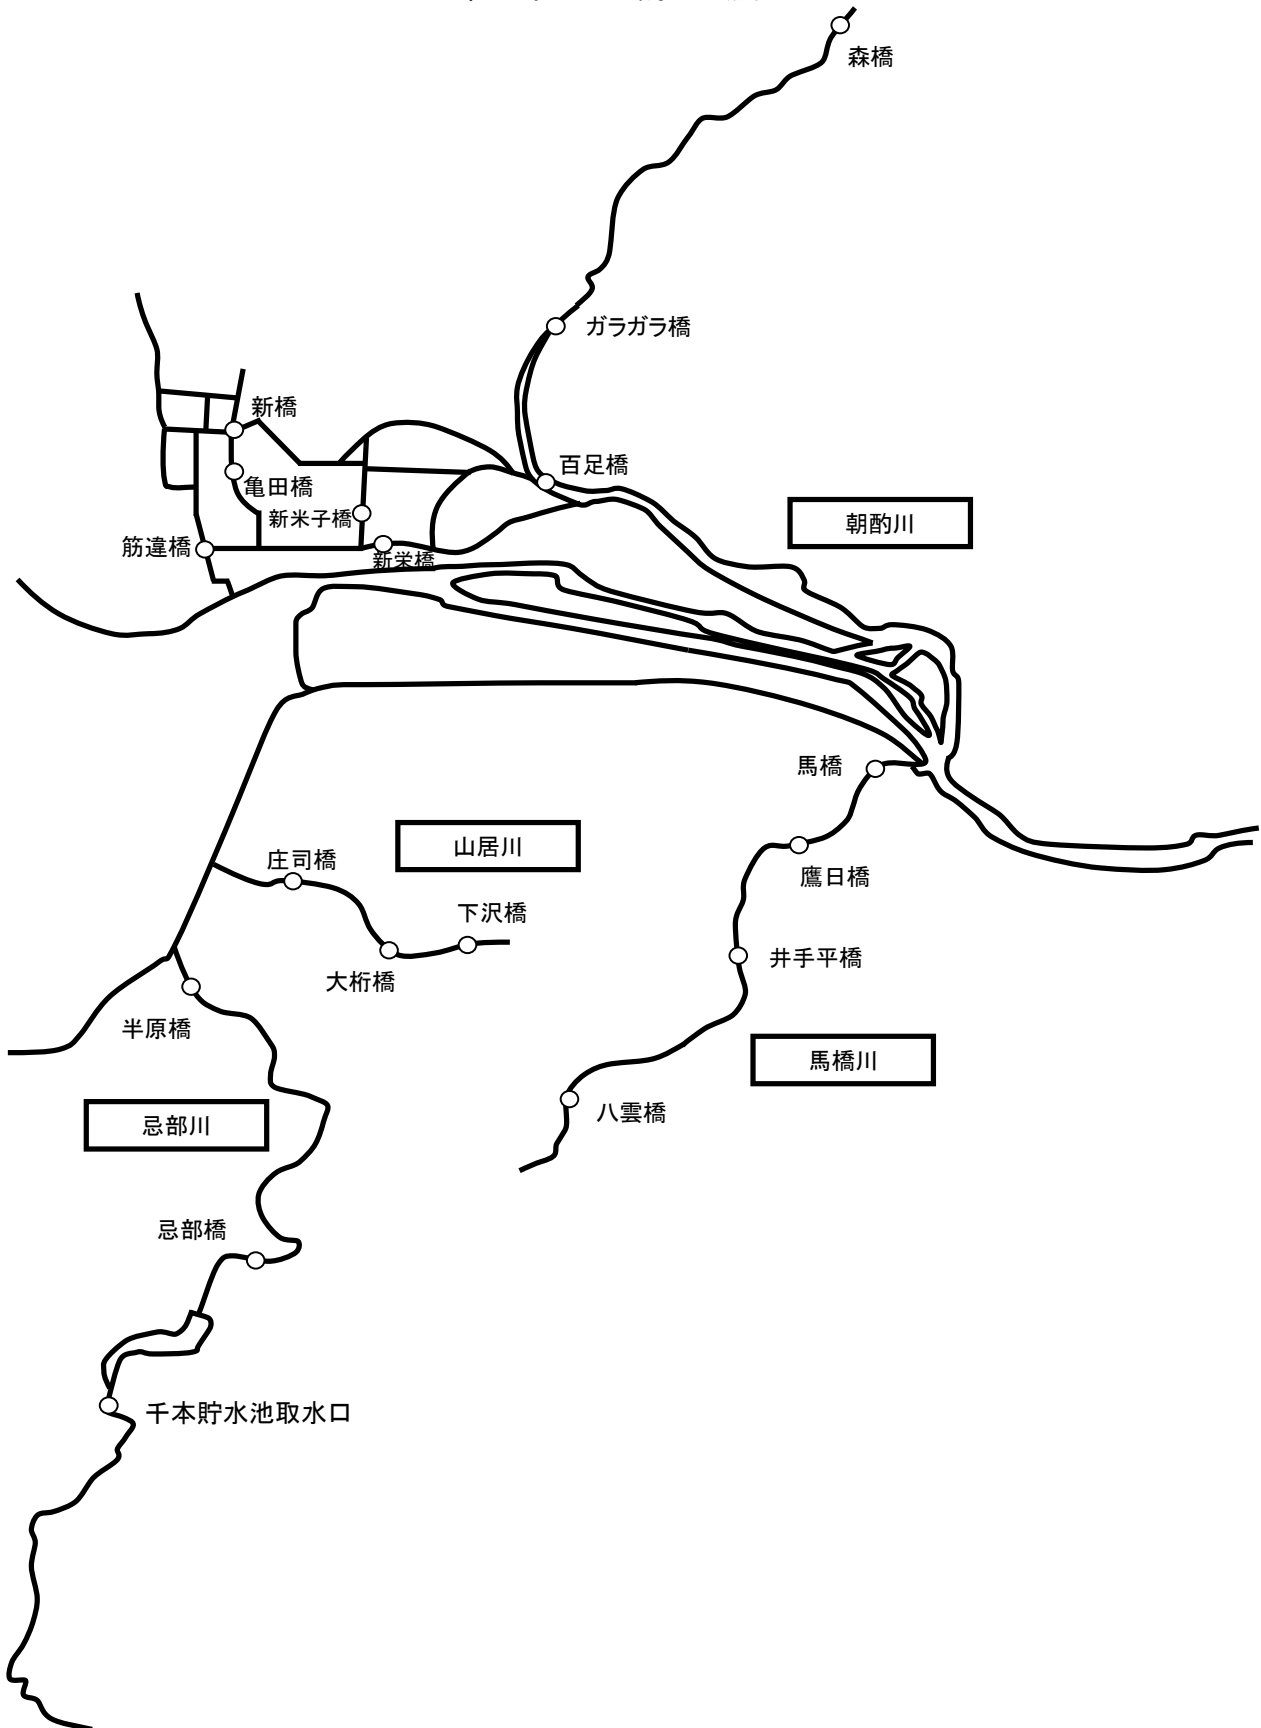 森橋
ガラガラ橋
新橋
百足橋
亀田橋
新米子橋
朝酌川
筋違橋
新栄橋
馬橋
山居川
庄司橋
鷹日橋
下沢橋
井手平橋
大桁橋
半原橋
馬橋川
八雲橋
忌部川
忌部橋
千本貯水池取水口